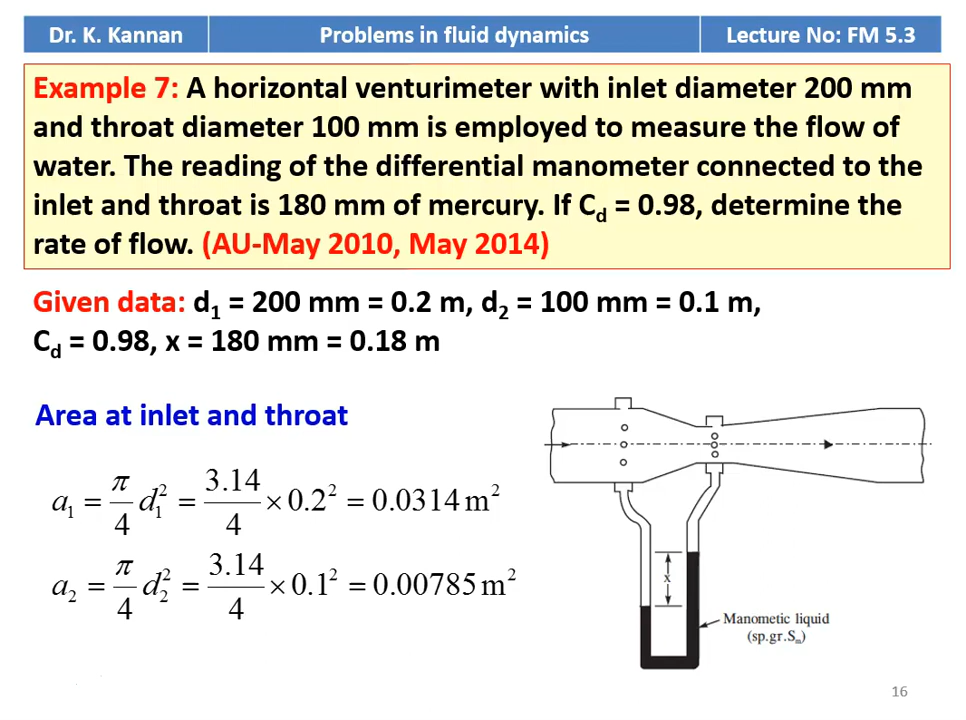 Dr. K. Kannan
Problems in fluid dynamics
Lecture No: FM 5.3
Example 7: A horizontal venturimeter with inlet diameter 200 mm
and throat diameter 100 mm is employed to measure the flow of
water. The reading of the differential manometer connected to the
inlet and throat is 180 mm of mercury. If C_d = 0.98, determine the
rate of flow. (AU-May 2010, May 2014)
Given data: d₁ = 200 mm = 0.2 m, d₂ = 100 mm = 0.1 m,
C_d = 0.98, x = 180 mm = 0.18 m
Area at inlet and throat
a₁ = π/4 d₁² = 3.14/4 × 0.2² = 0.0314 m²
a₂ = π/4 d₂² = 3.14/4 × 0.1² = 0.00785 m²
x
Manometic liquid
(sp.gr.Sₘ)
16